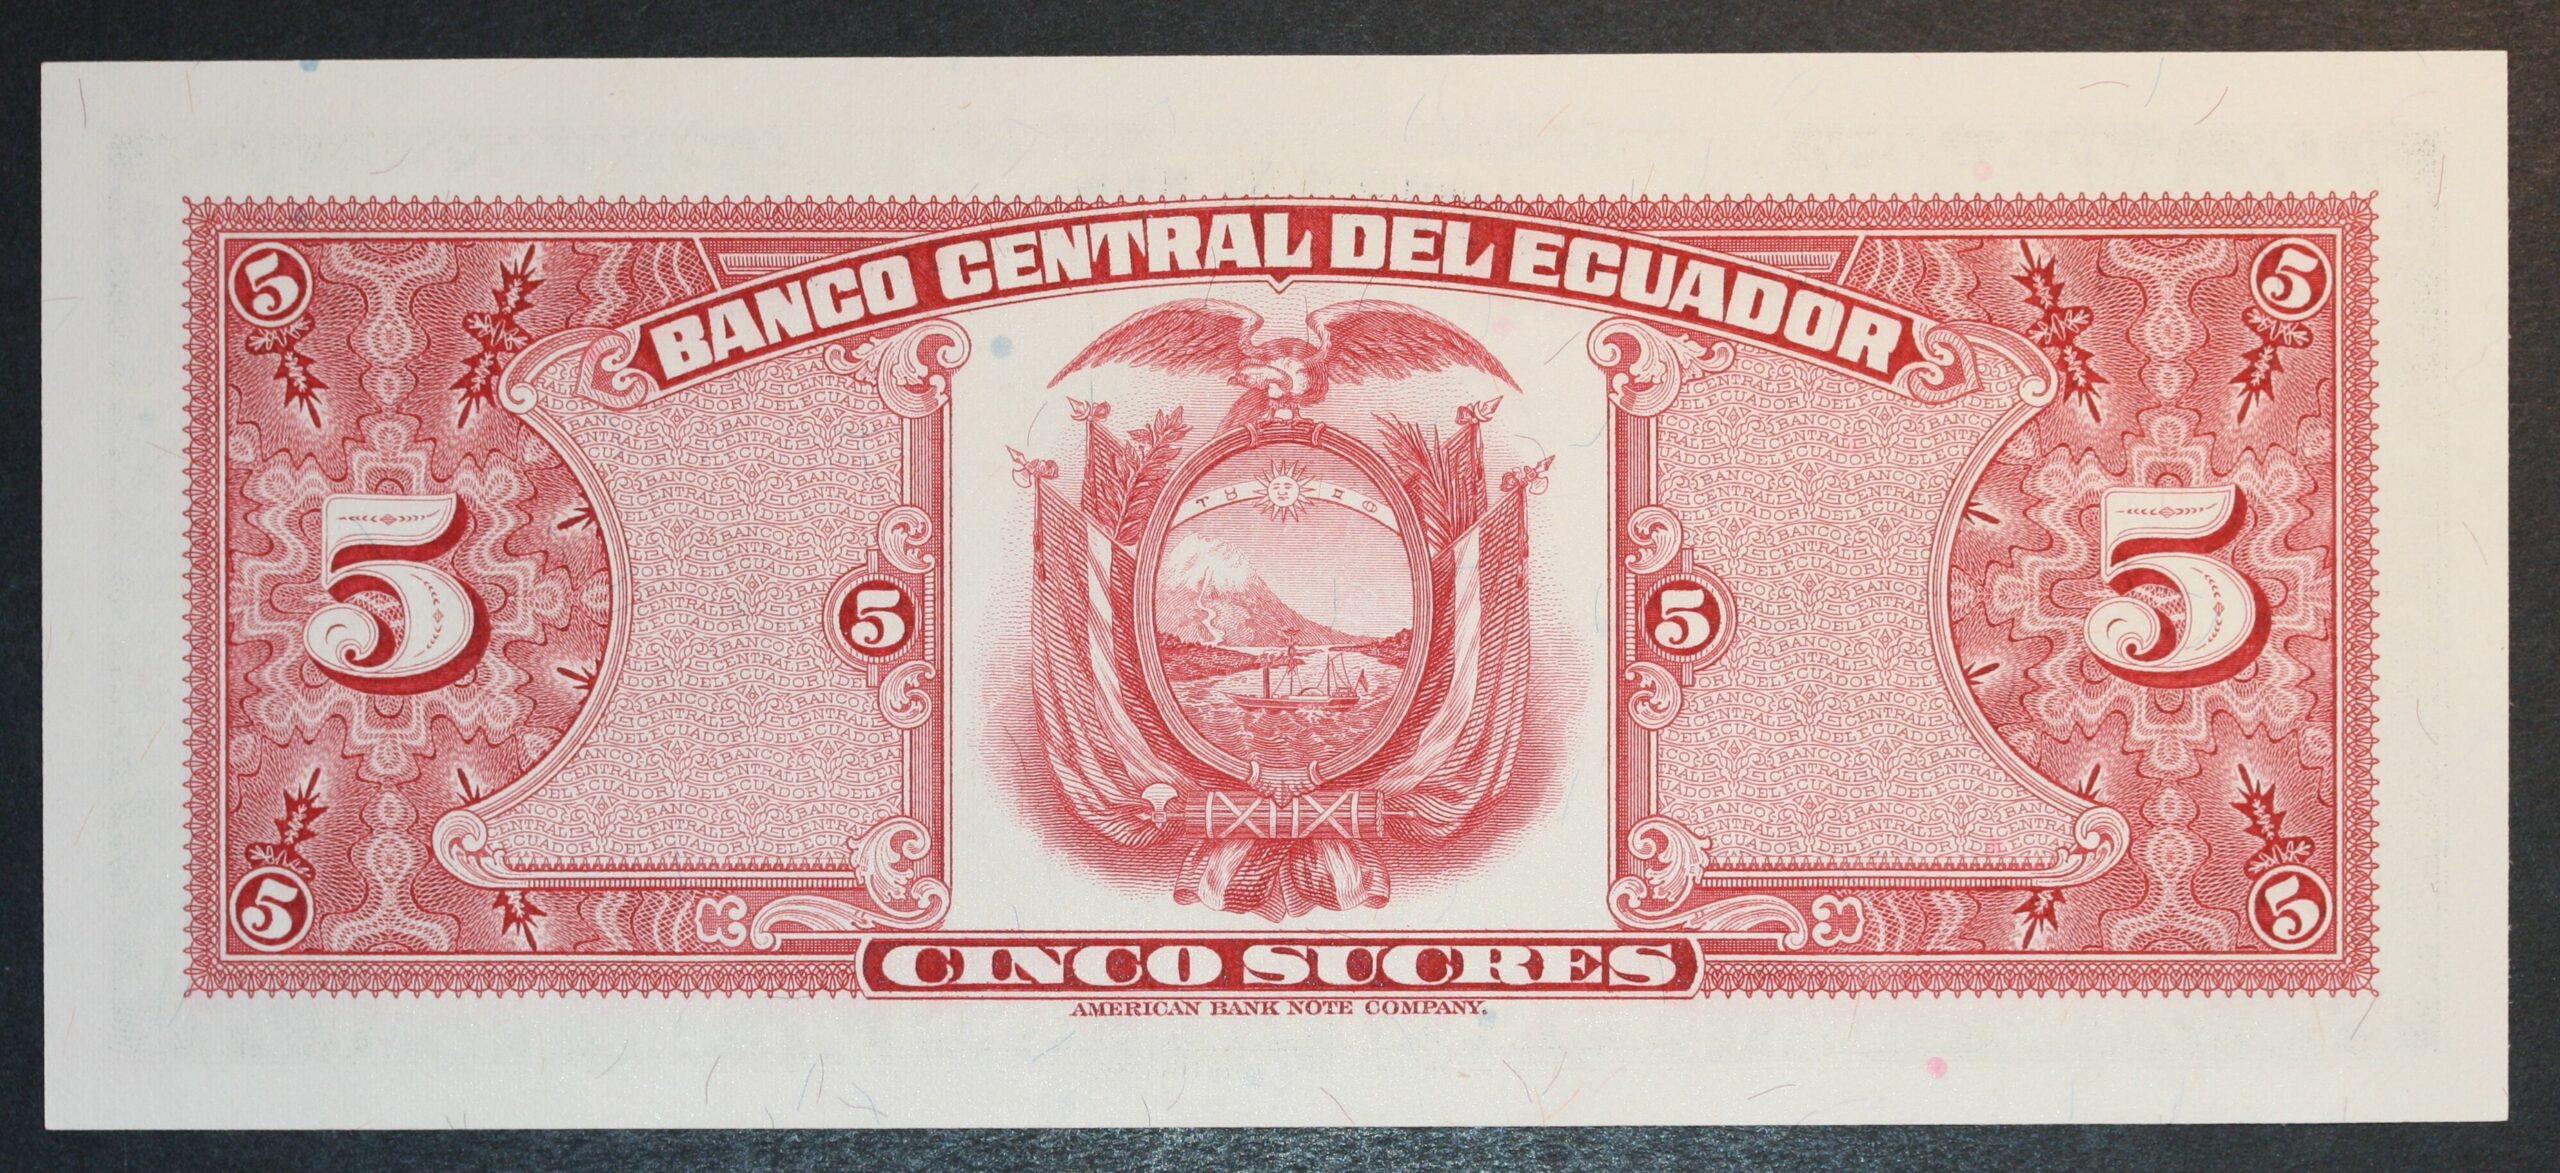 BANCO CENTRAL DEL ECUADOR
5 5
5 5 5 5
5 5
CINCO SUCRES
AMERICAN BANK NOTE COMPANY.